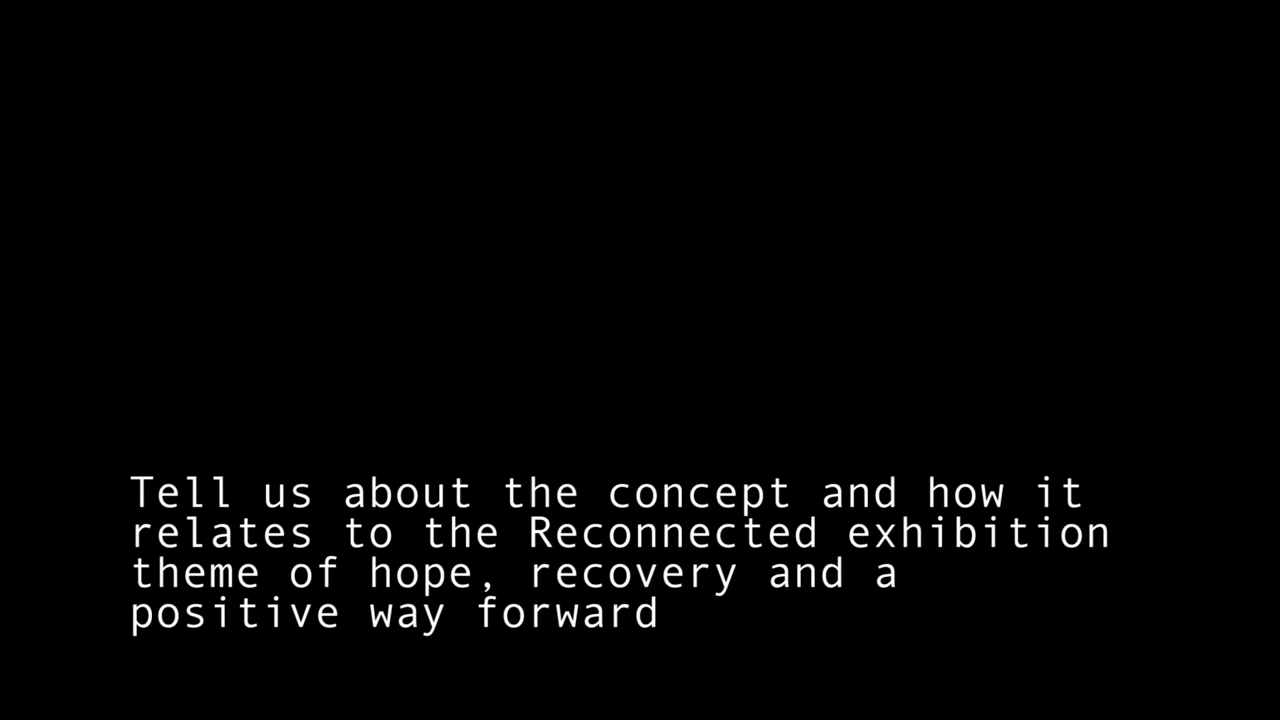 Tell us about the concept and how it
relates to the Reconnected exhibition
theme of hope, recovery and a
positive way forward